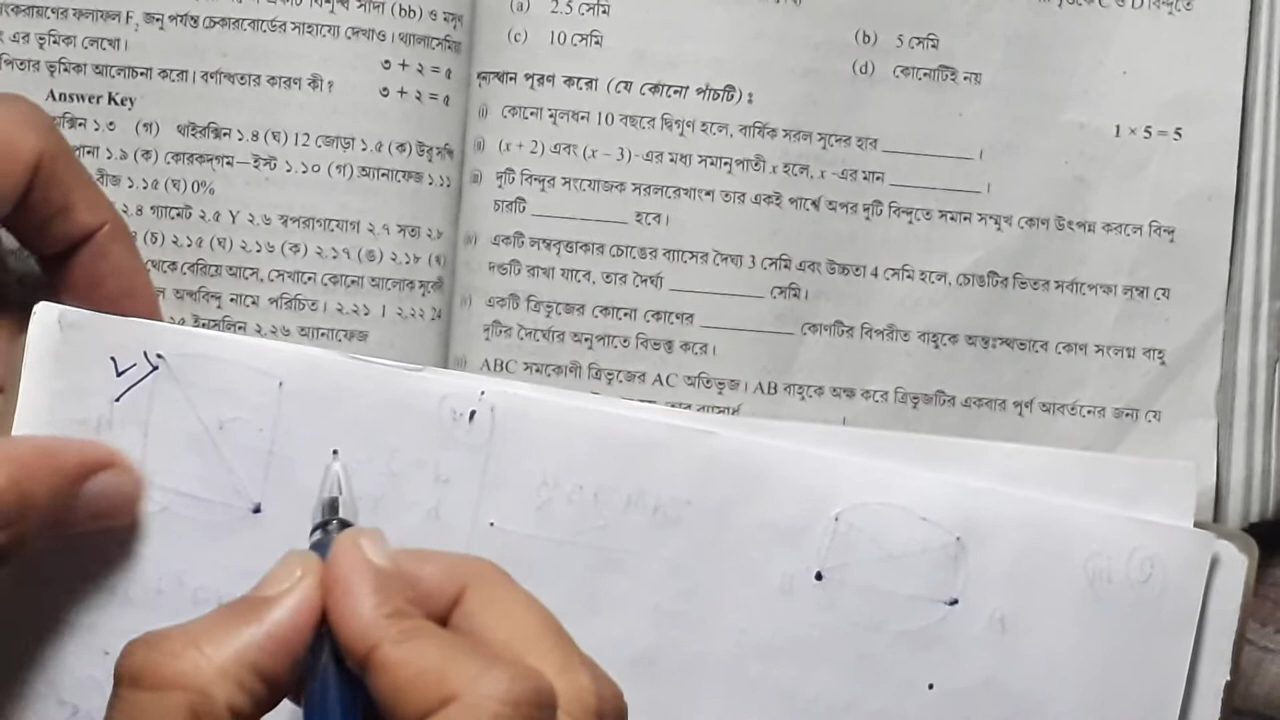 (bb) ও
ফলাফল F₂ জনু পর্যন্ত চেকারবোর্ডের সাহায্যে দেখাও। থ্যালাসেমিয়া
এর ভূমিকা লেখো।
৩ + ২ = ৫
পিতার ভূমিকা আলোচনা করো। বর্ণান্ধতার কারণ কী?
৩ + ২ = ৫
Answer Key
১.৩ (গ) থাইরক্সিন ১.৪ (ঘ) 12 জোড়া ১.৫ (ক)
১.৯ (ক) কোরকদ্গম—ইস্ট ১.১০ (গ) অ্যানাফেজ ১.১১
বীজ ১.১৫ (ঘ) 0%
২.৪ গ্যামেট ২.৫ Y ২.৬ স্বপরাগযোগ ২.৭ সত্য ২.৮
(চ) ২.১৫ (ঘ) ২.১৬ (ক) ২.১৭ (ঙ) ২.১৮ (খ)
থেকে বেরিয়ে আসে, সেখানে কোনো আলোক
অন্ধবিন্দু নামে পরিচিত। ২.২১ 1 ২.২২ 24
ইনসুলিন ২.২৬ অ্যানাফেজ
(a) 2.5 সেমি
(b) 5 সেমি
(c) 10 সেমি
(d) কোনোটিই নয়
পূরণ করো (যে কোনো পাঁচটি) :
1 × 5 = 5
(i) কোনো মূলধন 10 বছরে দ্বিগুণ হলে, বার্ষিক সরল সুদের হার ________ ।
(ii) (x + 2) এবং (x – 3)-এর মধ্য সমানুপাতী x হলে, x-এর মান ________ ।
দুটি বিন্দুর সংযোজক সরলরেখাংশ তার একই পার্শ্বে অপর দুটি বিন্দুতে সমান সম্মুখ কোণ উৎপন্ন করলে বিন্দু
চারটি ________ হবে।
একটি লম্ববৃত্তাকার চোঙের ব্যাসের দৈর্ঘ্য 3 সেমি এবং উচ্চতা 4 সেমি হলে, চোঙটির ভিতর সর্বাপেক্ষা লম্বা যে
দণ্ডটি রাখা যাবে, তার দৈর্ঘ্য ________ সেমি।
একটি ত্রিভুজের কোনো কোণের ________ কোণটির বিপরীত বাহুকে অন্তঃস্থভাবে কোণ সংলগ্ন বাহু
দুটির দৈর্ঘ্যের অনুপাতে বিভক্ত করে।
ABC সমকোণী ত্রিভুজের AC অতিভুজ। AB বাহুকে অক্ষ করে ত্রিভুজটির একবার পূর্ণ আবর্তনের জন্য যে